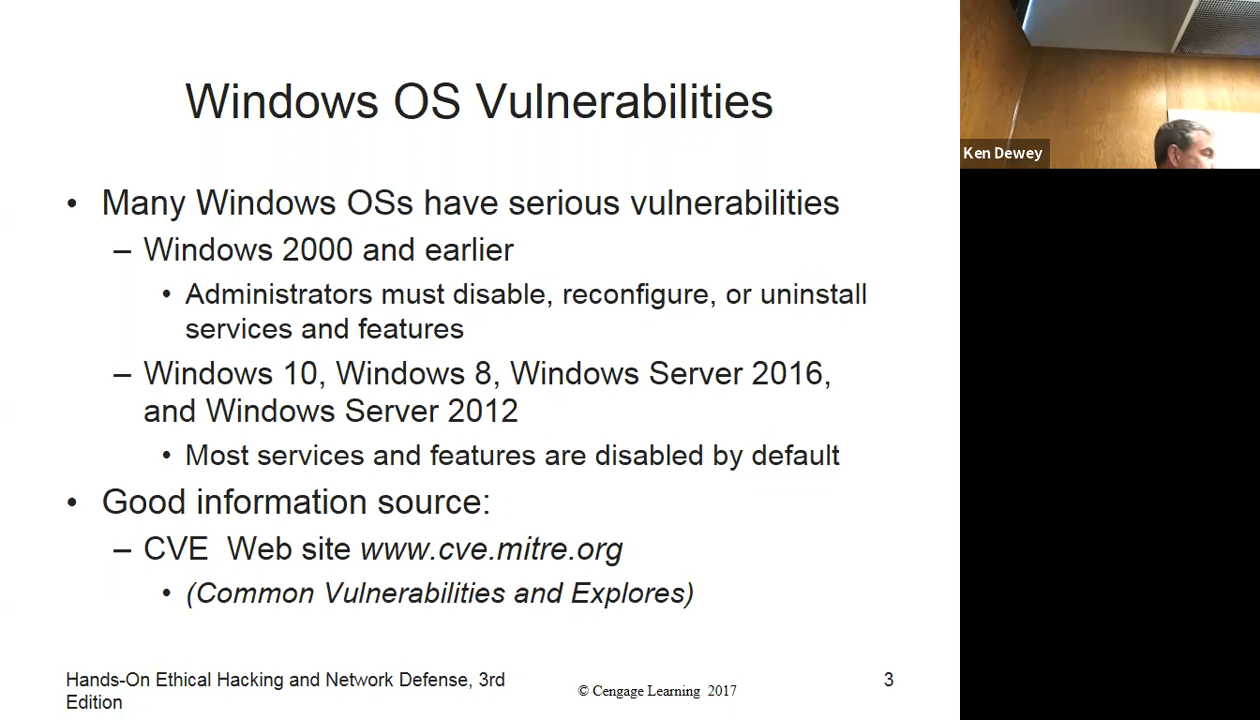 Windows OS Vulnerabilities
• Many Windows OSs have serious vulnerabilities
– Windows 2000 and earlier
• Administrators must disable, reconfigure, or uninstall
services and features
– Windows 10, Windows 8, Windows Server 2016,
and Windows Server 2012
• Most services and features are disabled by default
• Good information source:
– CVE  Web site www.cve.mitre.org
• (Common Vulnerabilities and Explores)
Hands-On Ethical Hacking and Network Defense, 3rd
Edition
© Cengage Learning 2017
3
Ken Dewey